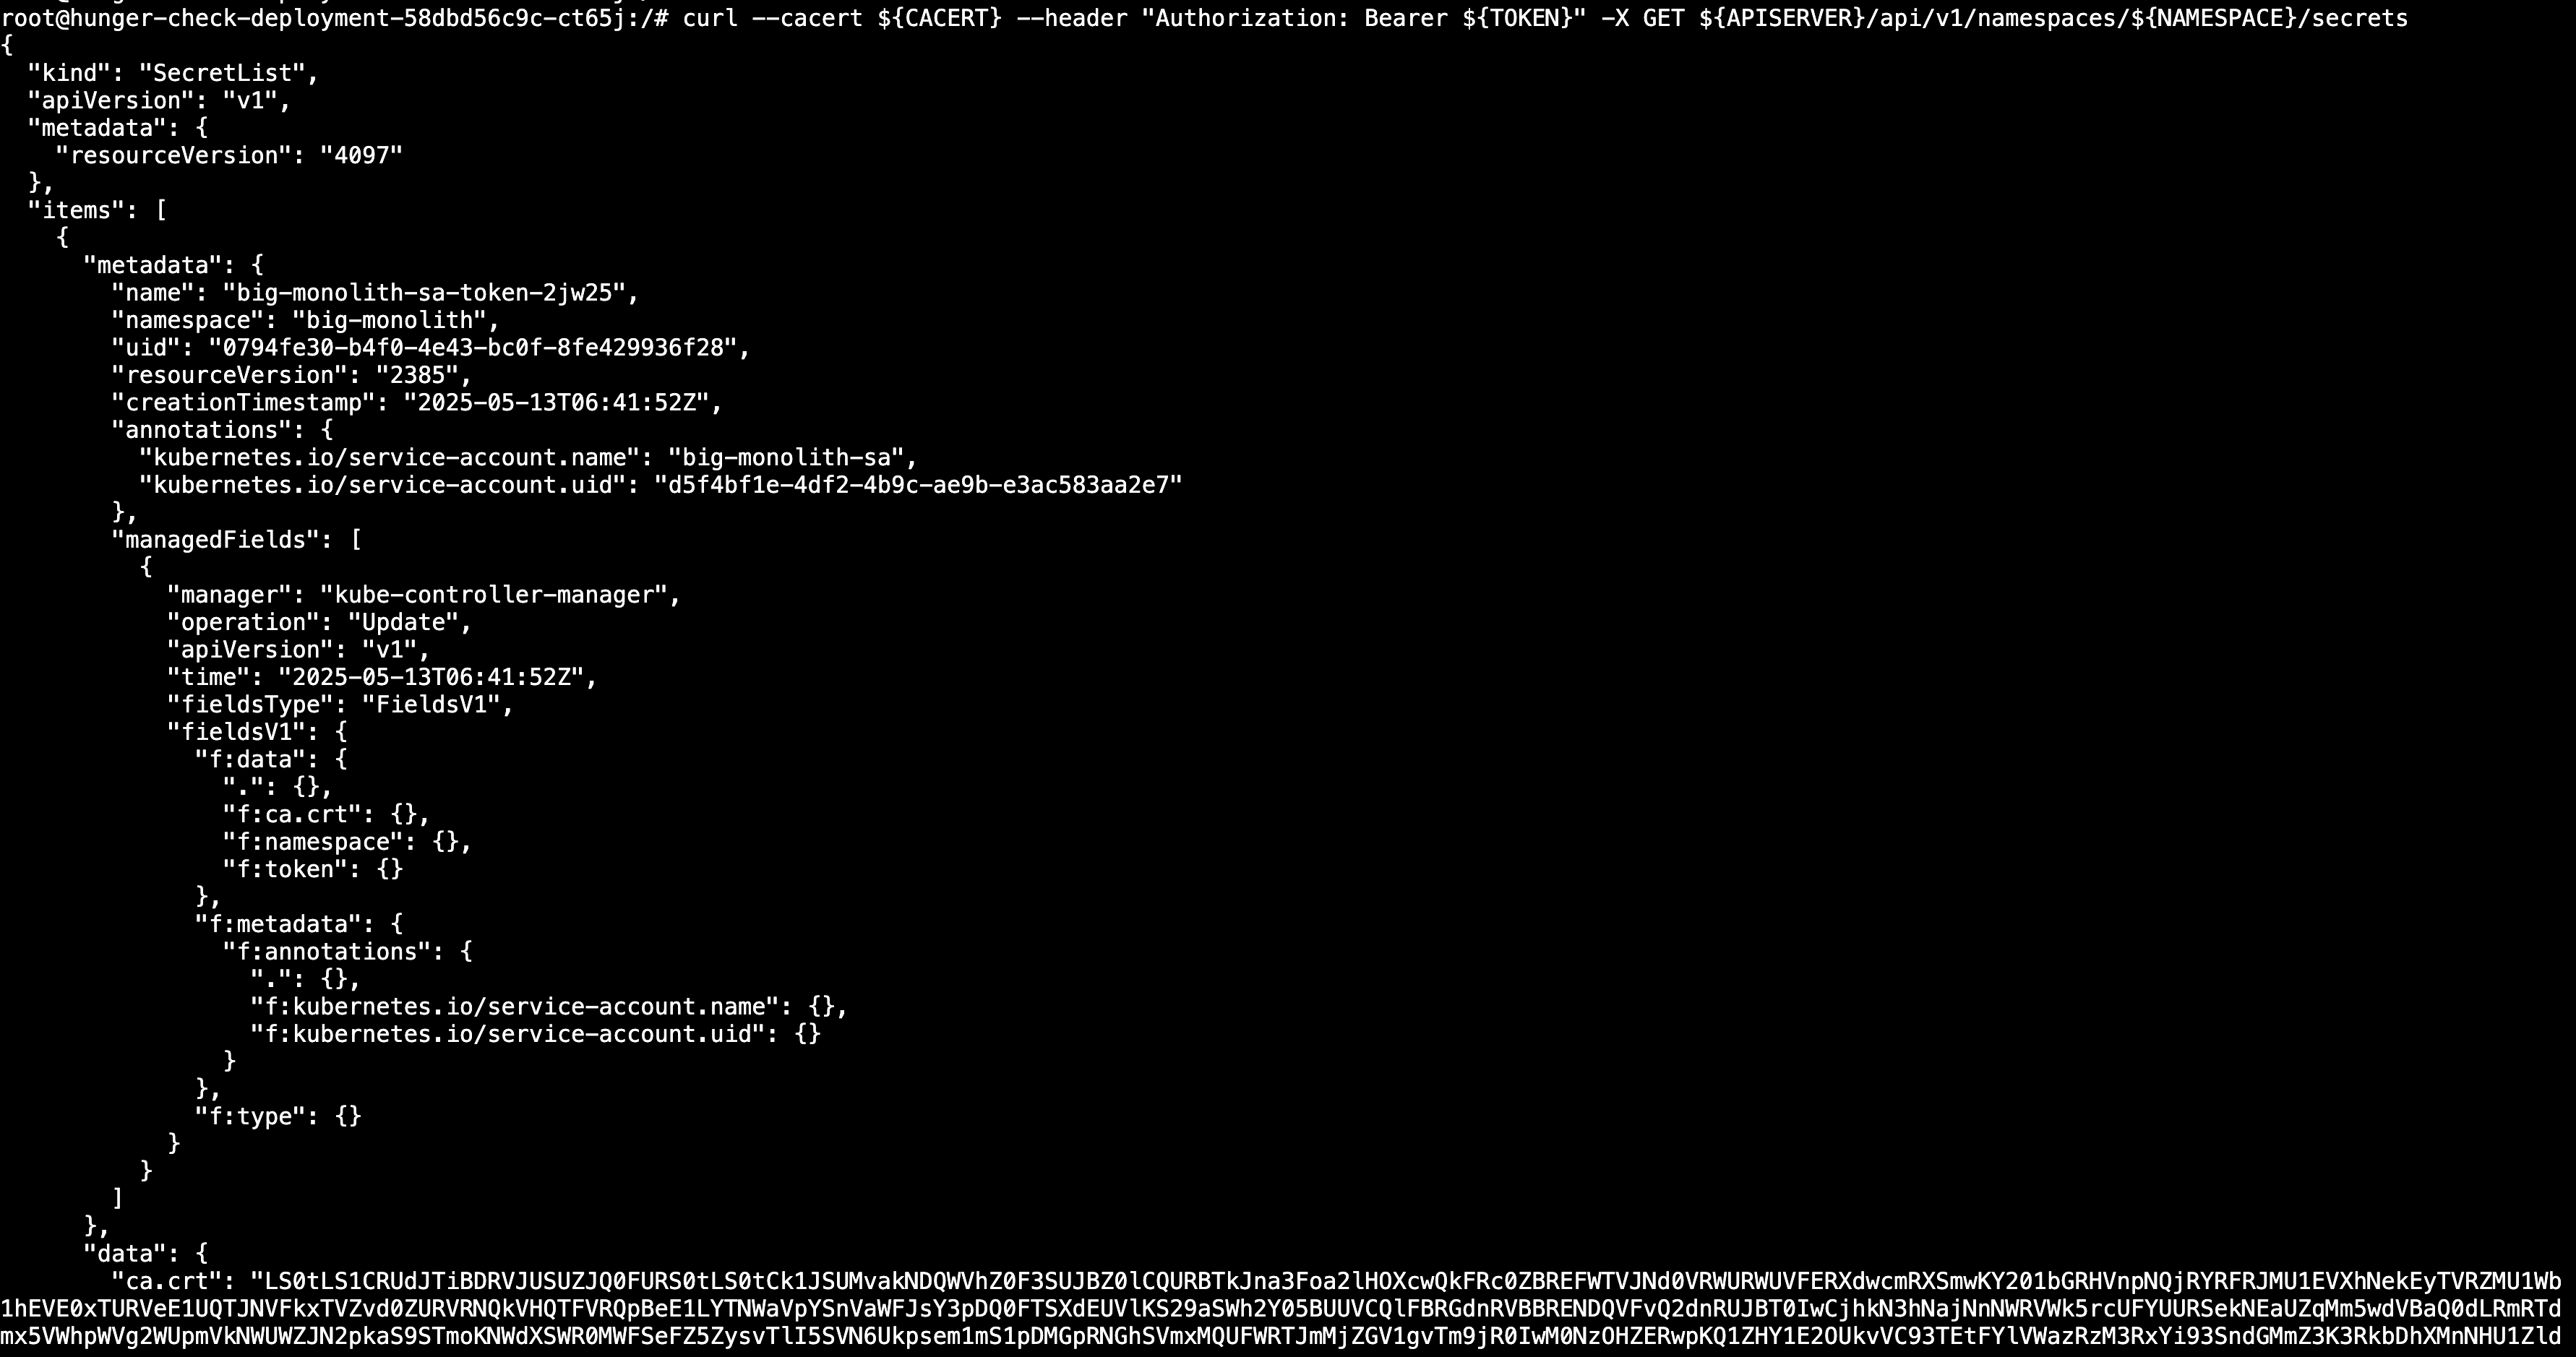 root@hunger-check-deployment-58dbd56c9c-ct65j:/# curl --cacert ${CACERT} --header "Authorization: Bearer ${TOKEN}" -X GET ${APISERVER}/api/v1/namespaces/${NAMESPACE}/secrets
{
  "kind": "SecretList",
  "apiVersion": "v1",
  "metadata": {
    "resourceVersion": "4097"
  },
  "items": [
    {
      "metadata": {
        "name": "big-monolith-sa-token-2jw25",
        "namespace": "big-monolith",
        "uid": "0794fe30-b4f0-4e43-bc0f-8fe429936f28",
        "resourceVersion": "2385",
        "creationTimestamp": "2025-05-13T06:41:52Z",
        "annotations": {
          "kubernetes.io/service-account.name": "big-monolith-sa",
          "kubernetes.io/service-account.uid": "d5f4bf1e-4df2-4b9c-ae9b-e3ac583aa2e7"
        },
        "managedFields": [
          {
            "manager": "kube-controller-manager",
            "operation": "Update",
            "apiVersion": "v1",
            "time": "2025-05-13T06:41:52Z",
            "fieldsType": "FieldsV1",
            "fieldsV1": {
              "f:data": {
                ".": {},
                "f:ca.crt": {},
                "f:namespace": {},
                "f:token": {}
              },
              "f:metadata": {
                "f:annotations": {
                  ".": {},
                  "f:kubernetes.io/service-account.name": {},
                  "f:kubernetes.io/service-account.uid": {}
                }
              },
              "f:type": {}
            }
          }
        ]
      },
      "data": {
        "ca.crt":